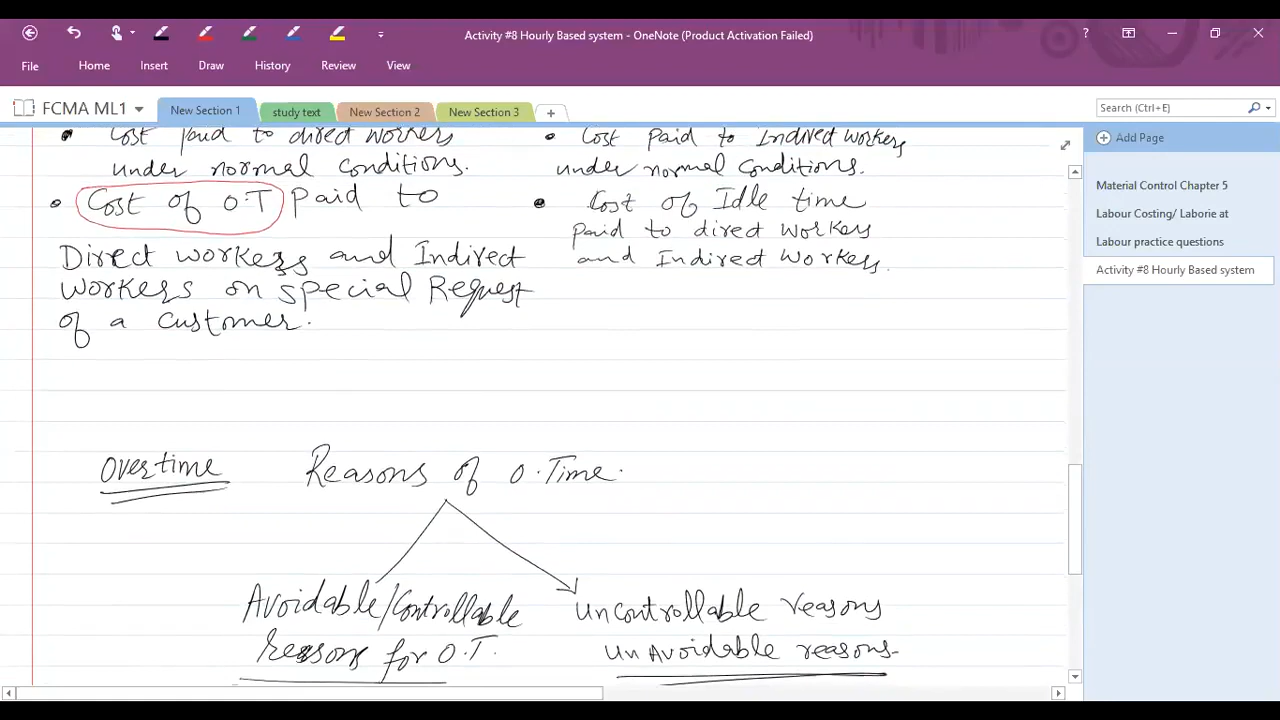 Activity #8 Hourly Based system - OneNote (Product Activation Failed)
?
File
Home
Insert
Draw
History
Review
View
FCMA ML1
New Section 1
study text
New Section 2
New Section 3
Search (Ctrl+E)
Add Page
Material Control Chapter 5
Labour Costing/ Laborie at
Labour practice questions
Activity #8 Hourly Based system
• Cost paid to direct workers
under normal Conditions.
• Cost of O.T Paid to
Direct workers and Indirect
Workers on special Request
of a customer.
• Cost paid to Indirect workers
under normal Conditions.
• Cost of Idle time
Paid to direct workers
and Indirect workers.
Overtime
Reasons of O.Time.
Avoidable/Controllable
Reasons for O.T.
Uncontrollable reasons
UnAvoidable reasons